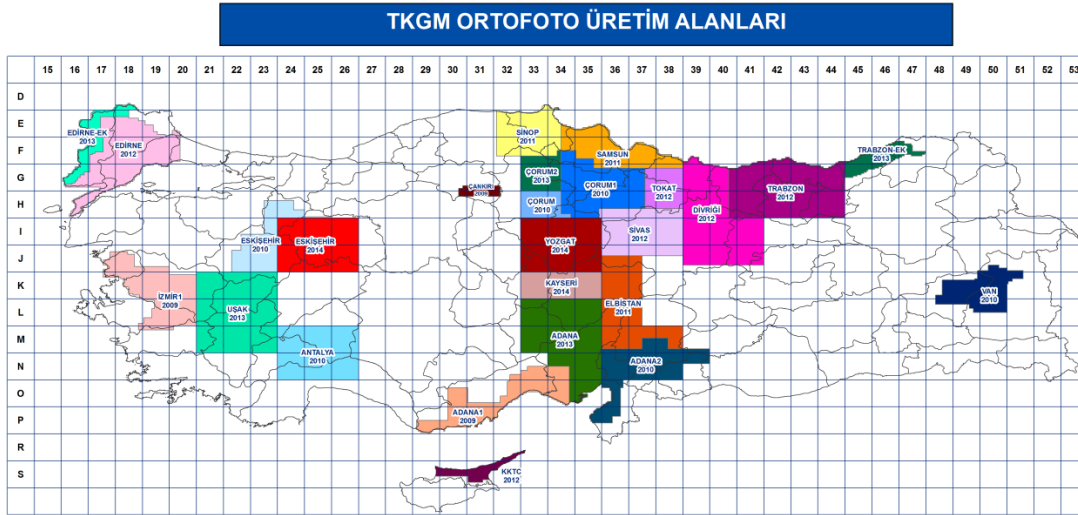 TKGM ORTOFOTO ÜRETİM ALANLARI
15 16 17 18 19 20 21 22 23 24 25 26 27 28 29 30 31 32 33 34 35 36 37 38 39 40 41 42 43 44 45 46 47 48 49 50 51 52 53
D
E
F
G
H
I
J
K
L
M
N
O
P
R
S
EDİRNE-EK
2013
EDİRNE
2012
SİNOP
2011
SAMSUN
2011
TRABZON-EK
2013
ÇORUM2
2013
ÇORUM1
2010
ÇANKIRI
2009
TOKAT
2012
TRABZON
2012
ÇORUM
2010
DİVRİĞİ
2012
SİVAS
2012
ESKİŞEHİR
2010
ESKİŞEHİR
2014
YOZGAT
2014
KAYSERİ
2014
VAN
2010
İZMİR1
2009
UŞAK
2013
ELBİSTAN
2011
ADANA
2013
ANTALYA
2010
ADANA2
2010
ADANA1
2009
KKTC
2012